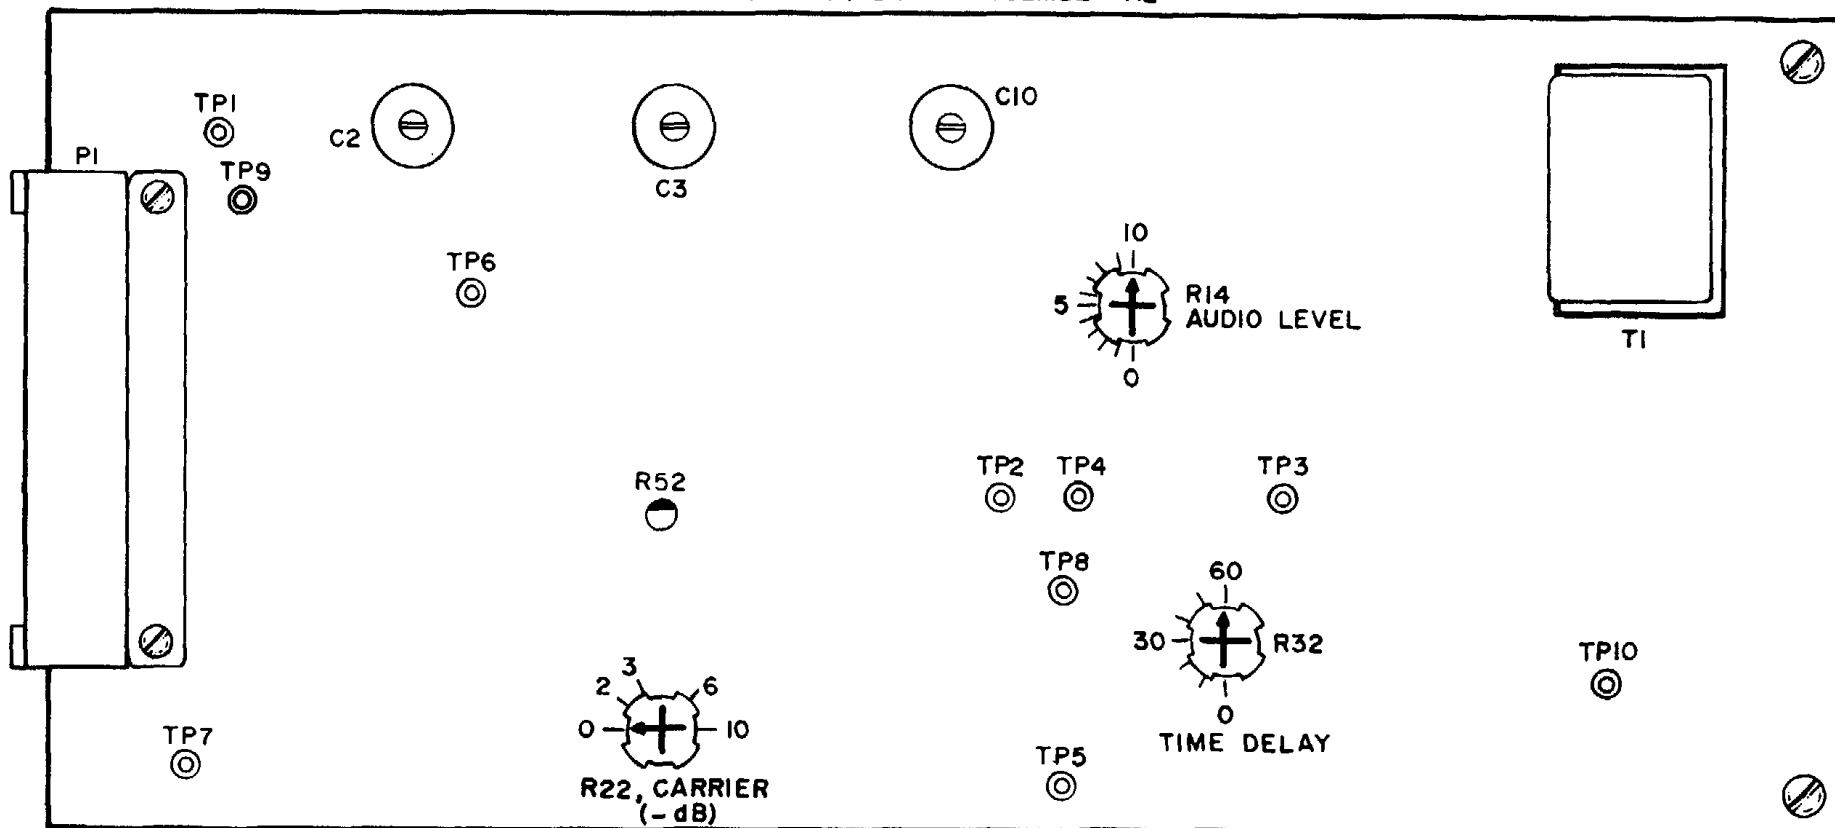 TP1
P1
TP9
C2
C3
C10
TP6
10
5
0
R14
AUDIO LEVEL
T1
R52
TP2
TP4
TP3
TP8
60
30
0
R32
TIME DELAY
TP10
TP7
3
2
0
6
10
R22, CARRIER
(-dB)
TP5